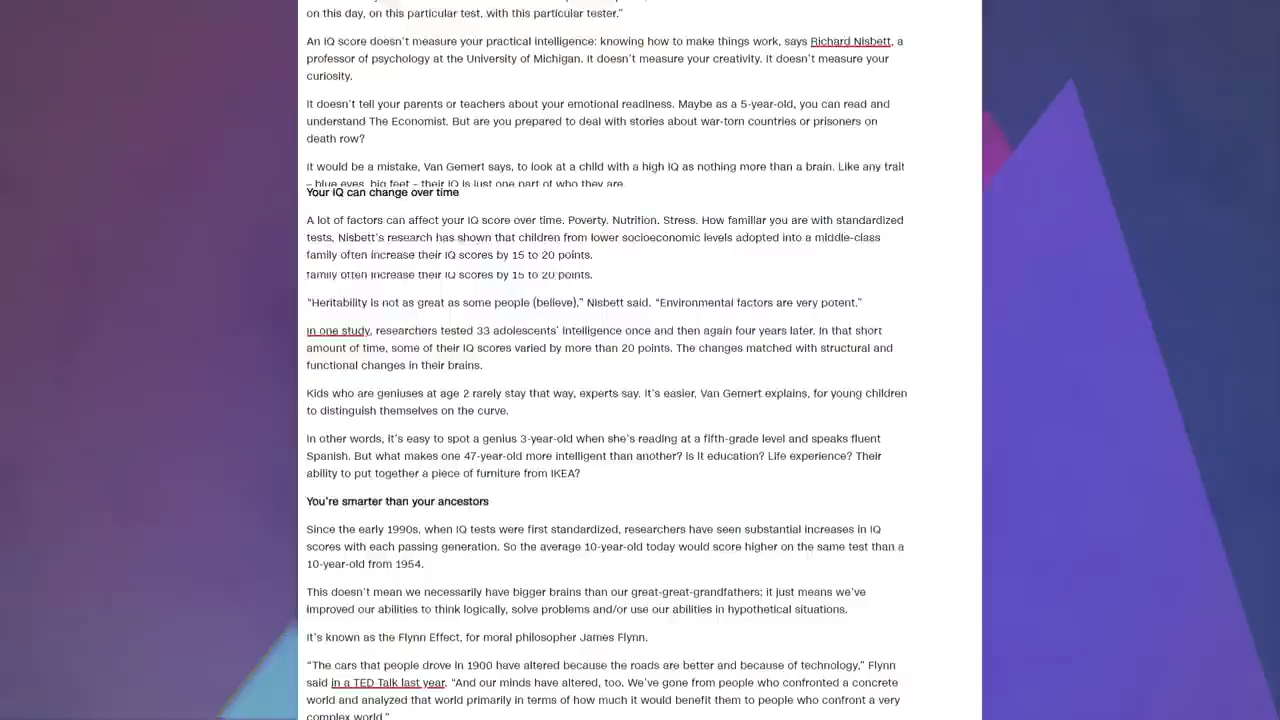 on this day, on this particular test, with this particular tester.”
An IQ score doesn’t measure your practical intelligence: knowing how to make things work, says Richard Nisbett, a
professor of psychology at the University of Michigan. It doesn’t measure your creativity. It doesn’t measure your
curiosity.
It doesn’t tell your parents or teachers about your emotional readiness. Maybe as a 5-year-old, you can read and
understand The Economist. But are you prepared to deal with stories about war-torn countries or prisoners on
death row?
It would be a mistake, Van Gemert says, to look at a child with a high IQ as nothing more than a brain. Like any trait
– blue eyes, big feet – their IQ is just one part of who they are.
Your IQ can change over time
A lot of factors can affect your IQ score over time. Poverty. Nutrition. Stress. How familiar you are with standardized
tests. Nisbett’s research has shown that children from lower socioeconomic levels adopted into a middle-class
family often increase their IQ scores by 15 to 20 points.
family often increase their IQ scores by 15 to 20 points.
“Heritability is not as great as some people (believe),” Nisbett said. “Environmental factors are very potent.”
In one study, researchers tested 33 adolescents’ intelligence once and then again four years later. In that short
amount of time, some of their IQ scores varied by more than 20 points. The changes matched with structural and
functional changes in their brains.
Kids who are geniuses at age 2 rarely stay that way, experts say. It’s easier, Van Gemert explains, for young children
to distinguish themselves on the curve.
In other words, it’s easy to spot a genius 3-year-old when she’s reading at a fifth-grade level and speaks fluent
Spanish. But what makes one 47-year-old more intelligent than another? Is it education? Life experience? Their
ability to put together a piece of furniture from IKEA?
You’re smarter than your ancestors
Since the early 1990s, when IQ tests were first standardized, researchers have seen substantial increases in IQ
scores with each passing generation. So the average 10-year-old today would score higher on the same test than a
10-year-old from 1954.
This doesn’t mean we necessarily have bigger brains than our great-great-grandfathers; it just means we’ve
improved our abilities to think logically, solve problems and/or use our abilities in hypothetical situations.
It’s known as the Flynn Effect, for moral philosopher James Flynn.
“The cars that people drove in 1900 have altered because the roads are better and because of technology,” Flynn
said in a TED Talk last year. “And our minds have altered, too. We’ve gone from people who confronted a concrete
world and analyzed that world primarily in terms of how much it would benefit them to people who confront a very
complex world.”